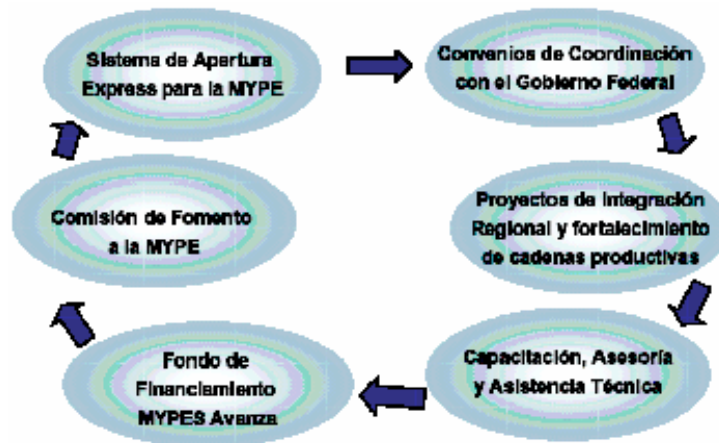 Sistema de Apertura
Express para la MYPE
Convenios de Coordinación
con el Gobierno Federal
Proyectos de Integración
Regional y fortalecimiento
de cadenas productivas
Capacitación, Asesoría
y Asistencia Técnica
Fondo de
Financiamiento
MYPES Avanza
Comisión de Fomento
a la MYPE